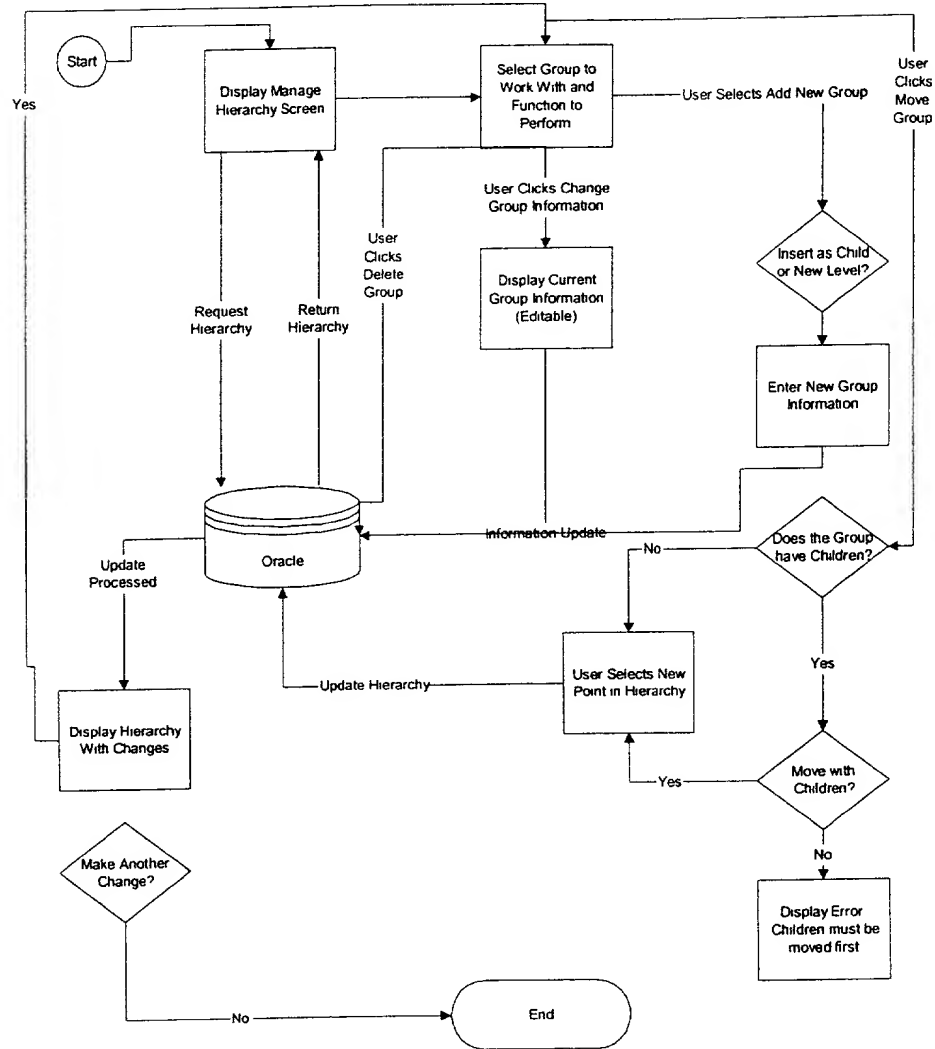 Start
Yes
Display Manage
Hierarchy Screen
Select Group to
Work With and
Function to
Perform
User Selects Add New Group
User
Clicks
Move
Group
User Clicks Change
Group Information
User
Clicks
Delete
Group
Insert as Child
or New Level?
Display Current
Group Information
(Editable)
Request
Hierarchy
Return
Hierarchy
Enter New Group
Information
Oracle
Information Update
Does the Group
have Children?
No
Update
Processed
Yes
User Selects New
Point in Hierarchy
Update Hierarchy
Display Hierarchy
With Changes
Move with
Children?
Yes
No
Make Another
Change?
Display Error
Children must be
moved first
No
End